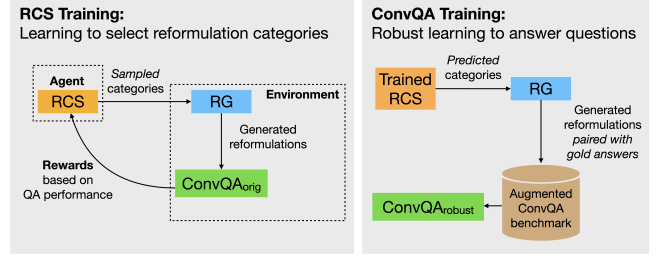 RCS Training:
Learning to select reformulation categories
Agent
RCS
Sampled
categories
RG
Environment
Generated
reformulations
Rewards
based on
QA performance
ConvQAorig
ConvQA Training:
Robust learning to answer questions
Trained
RCS
Predicted
categories
RG
Generated
reformulations
paired with
gold answers
Augmented
ConvQA
benchmark
ConvQArobust